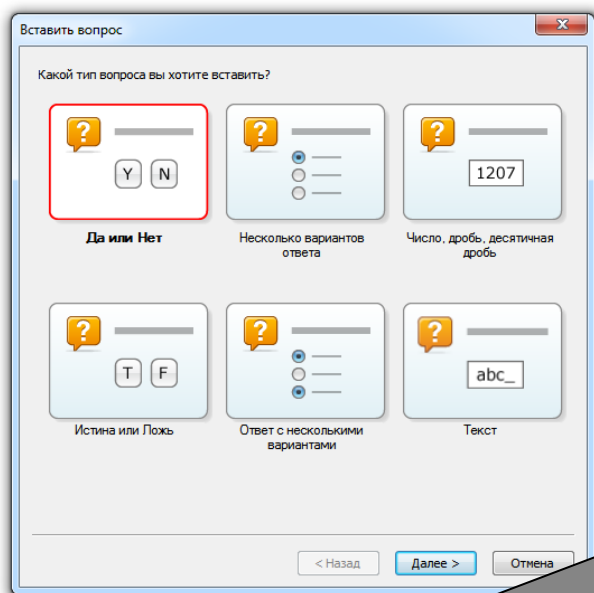 Вставить вопрос
Какой тип вопроса вы хотите вставить?
?
Y N
?
?
1207
Да или Нет
Несколько вариантов
ответа
Число, дробь, десятичная
дробь
?
T F
?
?
abc_
Истина или Ложь
Ответ с несколькими
вариантами
Текст
< Назад
Далее >
Отмена